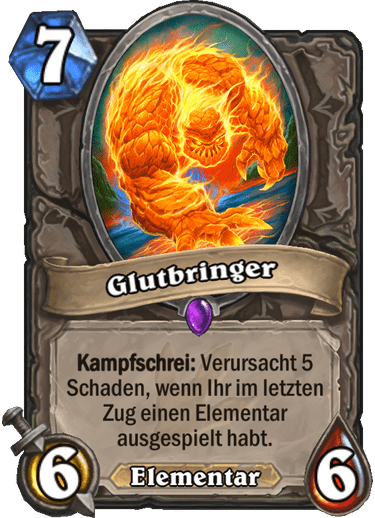 7
Glutbringer
Kampfschrei: Verursacht 5
Schaden, wenn Ihr im letzten
Zug einen Elementar
ausgespielt habt.
6
Elementar
6